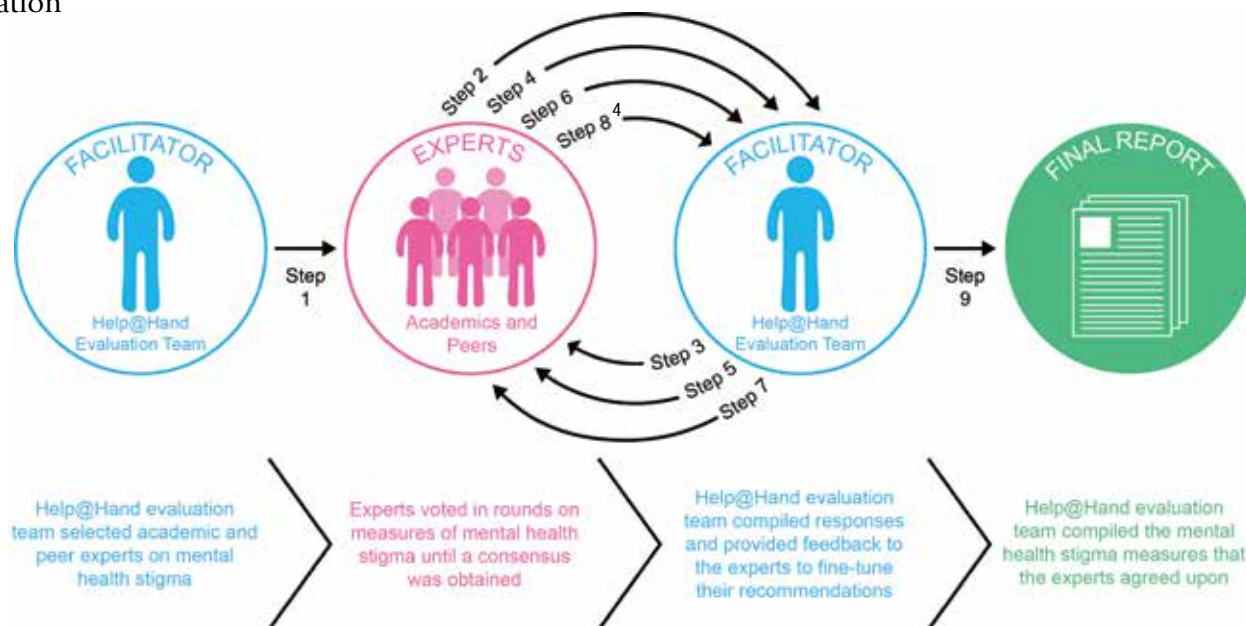 ation
Step 2
Step 4
Step 6
Step 8 4
FACILITATOR
Help@Hand
Evaluation Team
Step
1
EXPERTS
Academics and
Peers
FACILITATOR
Help@Hand
Evaluation Team
Step 3
Step 5
Step 7
Step
9
FINAL REPORT
Help@Hand evaluation
team selected academic and
peer experts on mental
health stigma
Experts voted in rounds on
measures of mental health
stigma until a consensus
was obtained
Help@Hand evaluation
team compiled responses
and provided feedback to
the experts to fine-tune
their recommendations
Help@Hand evaluation
team compiled the mental
health stigma measures that
the experts agreed upon